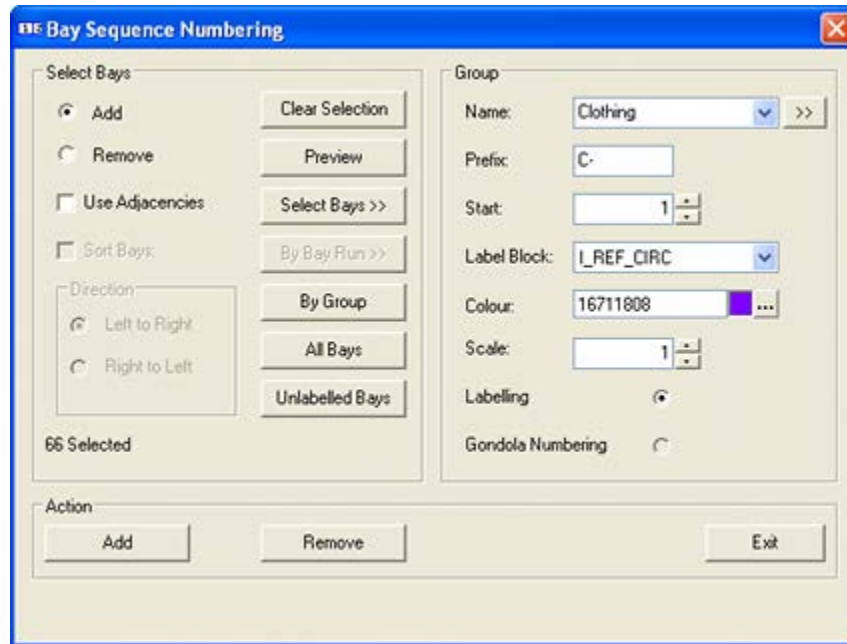 Bay Sequence Numbering
Select Bays
Add
Clear Selection
Remove
Preview
Use Adjacencies
Select Bays >>
Sort Bays:
By Bay Run >>
Direction
Left to Right
Right to Left
By Group
All Bays
Unlabelled Bays
66 Selected
Group
Name:
Clothing
>>
Prefix:
C-
Start:
1
Label Block:
I_REF_CIRC
Colour:
16711808
...
Scale:
1
Labelling
Gondola Numbering
Action
Add
Remove
Exit